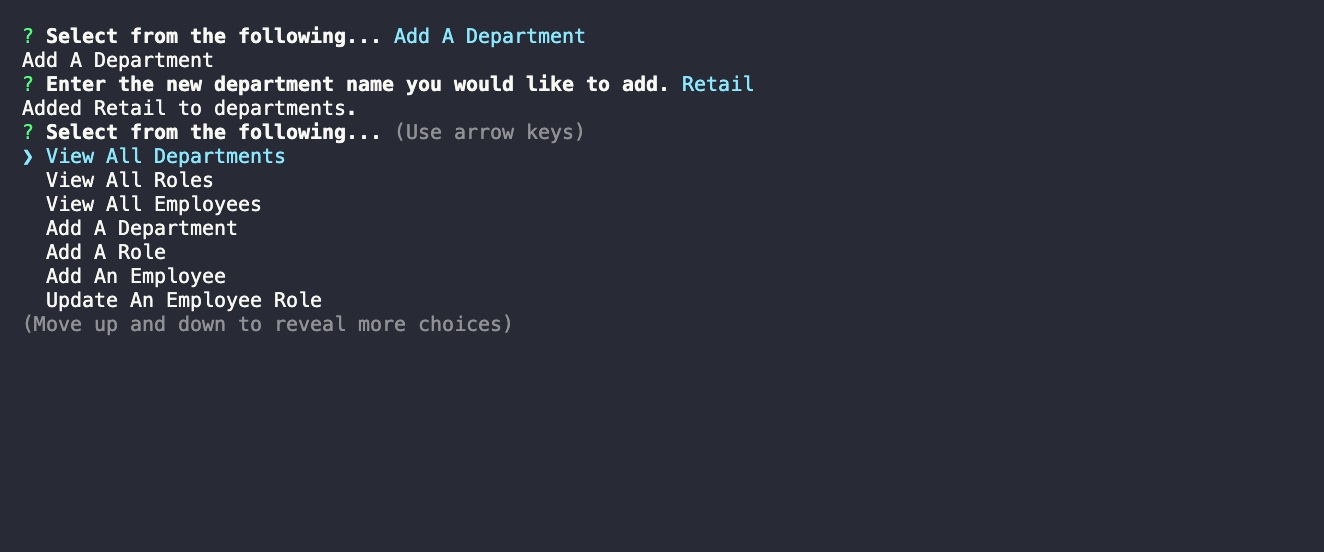 ? Select from the following... Add A Department
Add A Department
? Enter the new department name you would like to add. Retail
Added Retail to departments.
? Select from the following... (Use arrow keys)
❯ View All Departments
View All Roles
View All Employees
Add A Department
Add A Role
Add An Employee
Update An Employee Role
(Move up and down to reveal more choices)